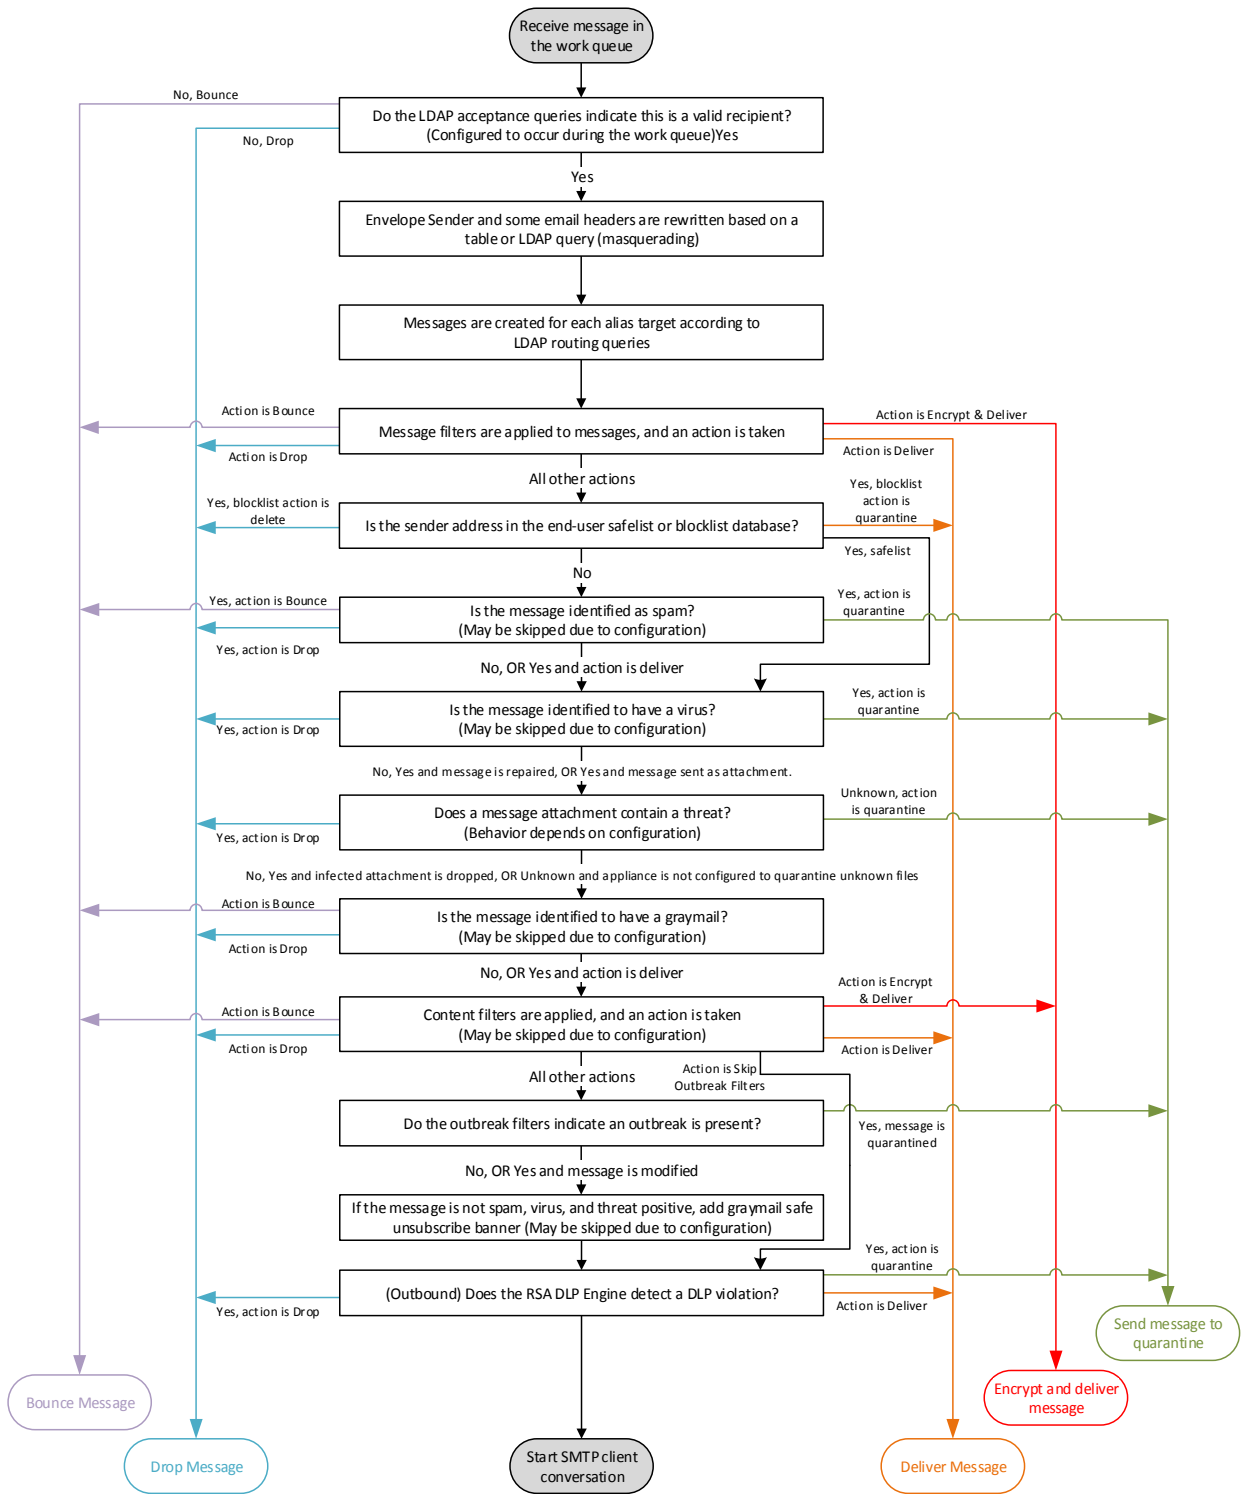 Receive message in
the work queue
No, Bounce
Do the LDAP acceptance queries indicate this is a valid recipient?
(Configured to occur during the work queue)Yes
No, Drop
Yes
Envelope Sender and some email headers are rewritten based on a
table or LDAP query (masquerading)
Messages are created for each alias target according to
LDAP routing queries
Action is Bounce
Action is Encrypt & Deliver
Message filters are applied to messages, and an action is taken
Action is Drop
Action is Deliver
All other actions
Yes, blocklist action is
delete
Yes, blocklist
action is
quarantine
Is the sender address in the end-user safelist or blocklist database?
Yes, safelist
No
Yes, action is Bounce
Yes, action is
quarantine
Is the message identified as spam?
(May be skipped due to configuration)
Yes, action is Drop
No, OR Yes and action is deliver
Yes, action is
quarantine
Is the message identified to have a virus?
(May be skipped due to configuration)
Yes, action is Drop
No, Yes and message is repaired, OR Yes and message sent as attachment.
Unknown, action
is quarantine
Does a message attachment contain a threat?
(Behavior depends on configuration)
Yes, action is Drop
No, Yes and infected attachment is dropped, OR Unknown and appliance is not configured to quarantine unknown files
Action is Bounce
Is the message identified to have a graymail?
(May be skipped due to configuration)
Action is Drop
No, OR Yes and action is deliver
Action is Encrypt
& Deliver
Action is Bounce
Content filters are applied, and an action is taken
(May be skipped due to configuration)
Action is Drop
Action is Deliver
All other actions
Action is Skip
Outbreak Filters
Do the outbreak filters indicate an outbreak is present?
Yes, message is
quarantined
No, OR Yes and message is modified
If the message is not spam, virus, and threat positive, add graymail safe
unsubscribe banner (May be skipped due to configuration)
Yes, action is
quarantine
(Outbound) Does the RSA DLP Engine detect a DLP violation?
Yes, action is Drop
Action is Deliver
Send message to
quarantine
Encrypt and deliver
message
Bounce Message
Drop Message
Start SMTP client
conversation
Deliver Message